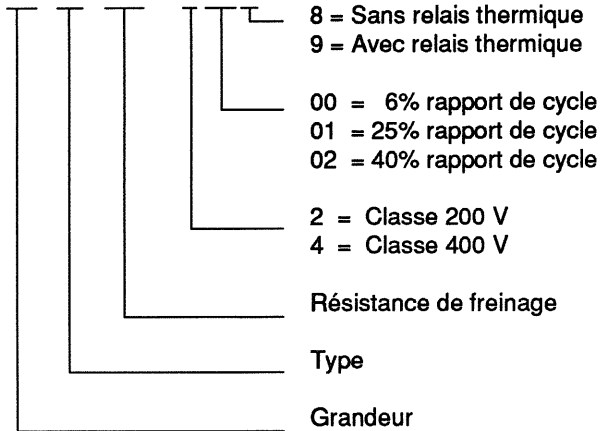 8 = Sans relais thermique
9 = Avec relais thermique
00 = 6% rapport de cycle
01 = 25% rapport de cycle
02 = 40% rapport de cycle
2 = Classe 200 V
4 = Classe 400 V
Résistance de freinage
Type
Grandeur